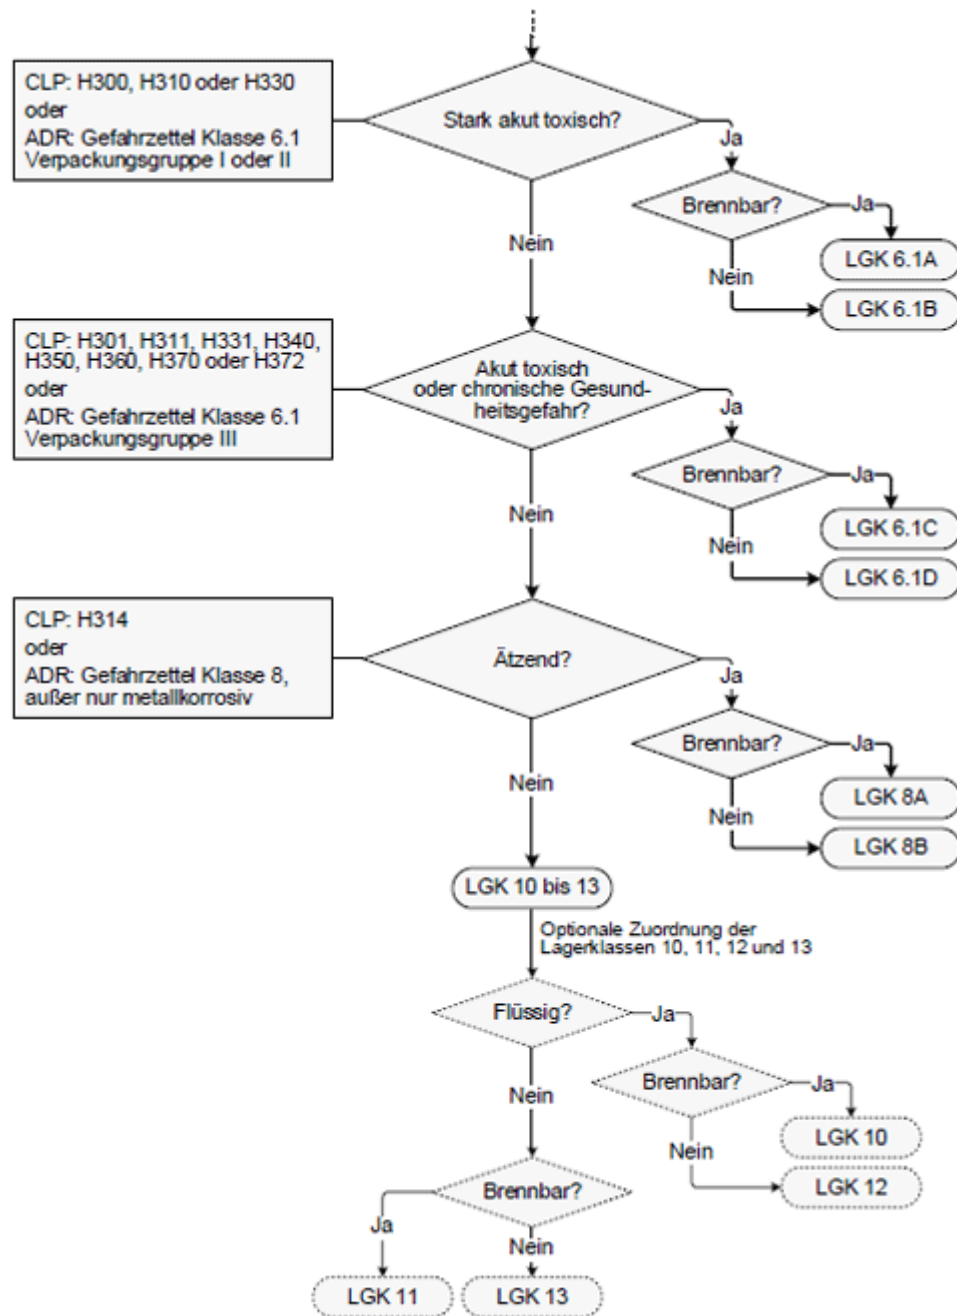 CLP: H300, H310 oder H330
oder
ADR: Gefahrzettel Klasse 6.1
Verpackungsgruppe I oder II
Stark akut toxisch?
Ja
Brennbar?
Ja
LGK 6.1A
Nein
LGK 6.1B
Nein
CLP: H301, H311, H331, H340,
H350, H360, H370 oder H372
oder
ADR: Gefahrzettel Klasse 6.1
Verpackungsgruppe III
Akut toxisch
oder chronische Gesund-
heitsgefahr?
Ja
Brennbar?
Ja
LGK 6.1C
Nein
LGK 6.1D
Nein
CLP: H314
oder
ADR: Gefahrzettel Klasse 8,
außer nur metallkorrosiv
Ätzend?
Ja
Brennbar?
Ja
LGK 8A
Nein
LGK 8B
Nein
LGK 10 bis 13
Optionale Zuordnung der
Lagerklassen 10, 11, 12 und 13
Flüssig?
Ja
Brennbar?
Ja
LGK 10
Nein
LGK 12
Nein
Brennbar?
Ja
Nein
LGK 11
LGK 13